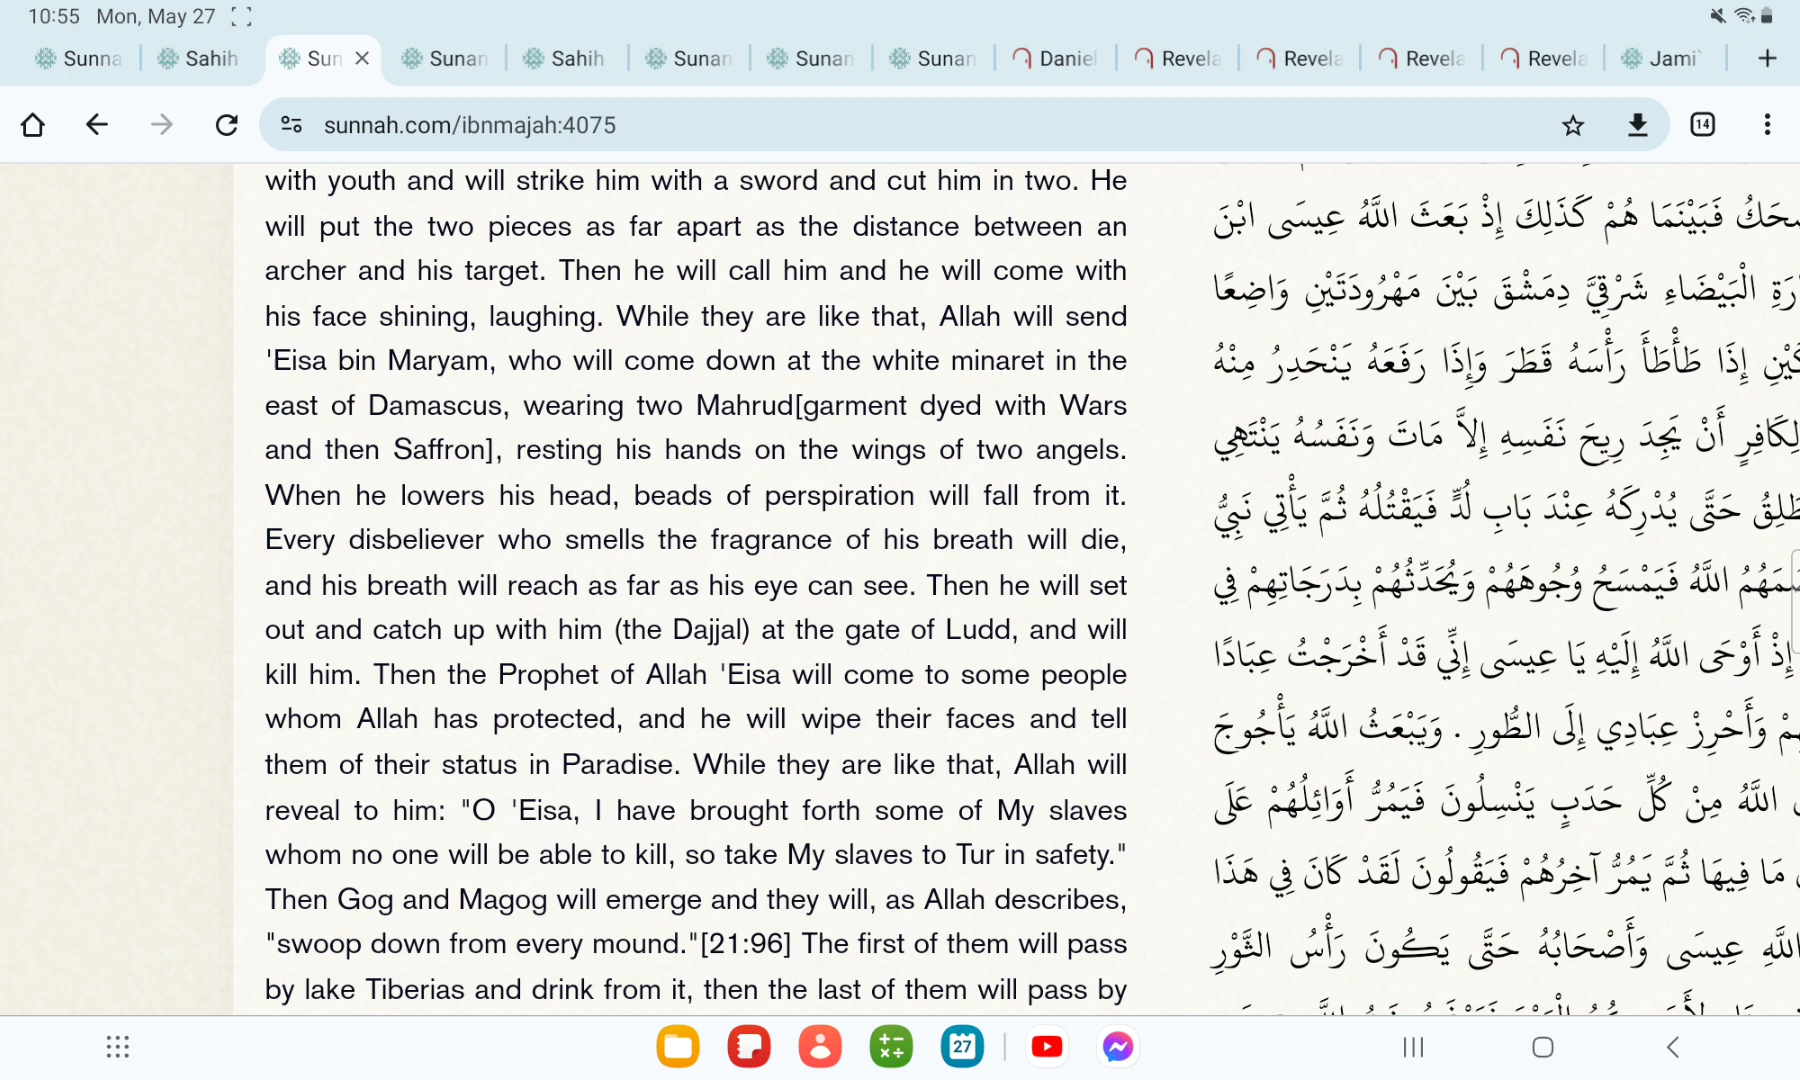 10:55 Mon, May 27
Sunna
Sahih
Sun
Sunan
Sahih
Sunan
Sunan
Sunan
Daniel
Revela
Revela
Revela
Revela
Jami`
sunnah.com/ibnmajah:4075
14
with youth and will strike him with a sword and cut him in two. He
will put the two pieces as far apart as the distance between an
archer and his target. Then he will call him and he will come with
his face shining, laughing. While they are like that, Allah will send
'Eisa bin Maryam, who will come down at the white minaret in the
east of Damascus, wearing two Mahrud[garment dyed with Wars
and then Saffron], resting his hands on the wings of two angels.
When he lowers his head, beads of perspiration will fall from it.
Every disbeliever who smells the fragrance of his breath will die,
and his breath will reach as far as his eye can see. Then he will set
out and catch up with him (the Dajjal) at the gate of Ludd, and will
kill him. Then the Prophet of Allah 'Eisa will come to some people
whom Allah has protected, and he will wipe their faces and tell
them of their status in Paradise. While they are like that, Allah will
reveal to him: "O 'Eisa, I have brought forth some of My slaves
whom no one will be able to kill, so take My slaves to Tur in safety."
Then Gog and Magog will emerge and they will, as Allah describes,
"swoop down from every mound."[21:96] The first of them will pass
by lake Tiberias and drink from it, then the last of them will pass by
فَبَيْنَمَا هُمْ كَذَلِكَ إِذْ بَعَثَ اللَّهُ عِيسَى ابْنَ
الْبَيْضَاءِ شَرْقِيَّ دِمَشْقَ بَيْنَ مَهْرُودَتَيْنِ وَاضِعًا
إِذَا طَأْطَأَ رَأْسَهُ قَطَرَ وَإِذَا رَفَعَهُ يَنْحَدِرُ مِنْهُ
لِكَافِرٍ أَنْ يَجِدَ رِيحَ نَفَسِهِ إِلاَّ مَاتَ وَنَفَسُهُ يَنْتَهِي
حَتَّى يُدْرِكَهُ عِنْدَ بَابِ لُدٍّ فَيَقْتُلُهُ ثُمَّ يَأْتِي نَبِيُّ
اللَّهُ فَيَمْسَحُ وُجُوهَهُمْ وَيُحَدِّثُهُمْ بِدَرَجَاتِهِمْ فِي
إِذْ أَوْحَى اللَّهُ إِلَيْهِ يَا عِيسَى إِنِّي قَدْ أَخْرَجْتُ عِبَادًا
وَأَحْرِزْ عِبَادِي إِلَى الطُّورِ . وَيَبْعَثُ اللَّهُ يَأْجُوجَ
اللَّهُ مِنْ كُلِّ حَدَبٍ يَنْسِلُونَ فَيَمُرُّ أَوَائِلُهُمْ عَلَى
مَا فِيهَا ثُمَّ يَمُرُّ آخِرُهُمْ فَيَقُولُونَ لَقَدْ كَانَ فِي هَذَا
اللَّهِ عِيسَى وَأَصْحَابُهُ حَتَّى يَكُونَ رَأْسُ الثَّوْرِ
27